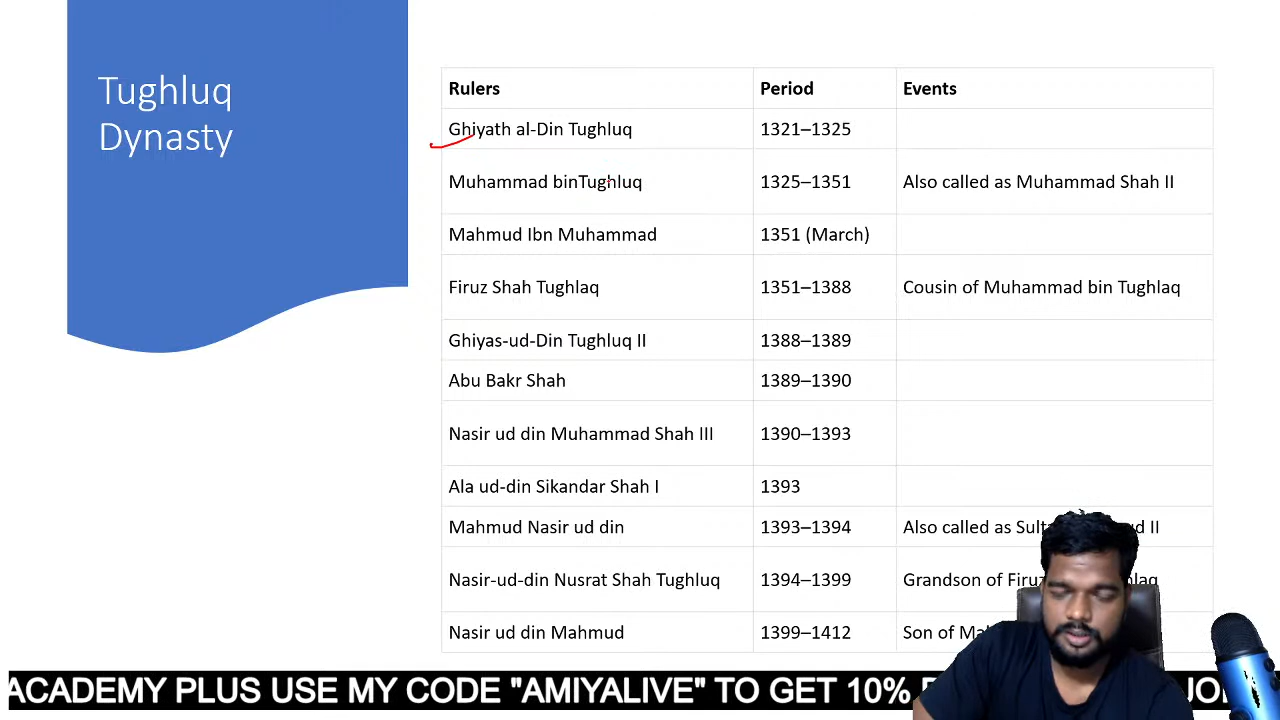 Tughluq
Dynasty
Rulers Period Events
Ghiyath al-Din Tughluq 1321–1325
Muhammad binTughluq 1325–1351 Also called as Muhammad Shah II
Mahmud Ibn Muhammad 1351 (March)
Firuz Shah Tughlaq 1351–1388 Cousin of Muhammad bin Tughlaq
Ghiyas-ud-Din Tughluq II 1388–1389
Abu Bakr Shah 1389–1390
Nasir ud din Muhammad Shah III 1390–1393
Ala ud-din Sikandar Shah I 1393
Mahmud Nasir ud din 1393–1394 Also called as II
Nasir-ud-din Nusrat Shah Tughluq 1394–1399 Grandson of
Nasir ud din Mahmud 1399–1412 Son of
ACADEMY PLUS USE MY CODE "AMIYALIVE" TO GET 10%